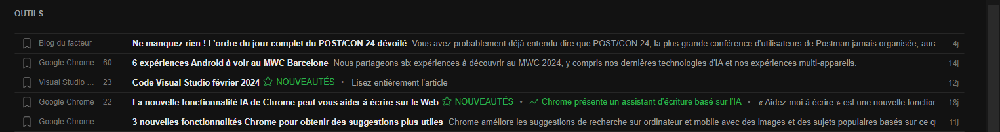 OUTILS
Blog du facteur Ne manquez rien ! L'ordre du jour complet du POST/CON 24 dévoilé Vous avez probablement déjà entendu dire que POST/CON 24, la plus grande conférence d'utilisateurs de Postman jamais organisée, aura 4j
Google Chrome 60 6 expériences Android à voir au MWC Barcelone Nous partageons six expériences à découvrir au MWC 2024, y compris nos dernières technologies d'IA et nos expériences multi-appareils. 14j
Visual Studio ... 23 Code Visual Studio février 2024 NOUVEAUTÉS • Lisez entièrement l'article 12j
Google Chrome 22 La nouvelle fonctionnalité IA de Chrome peut vous aider à écrire sur le Web NOUVEAUTÉS • Chrome présente un assistant d'écriture basé sur l'IA • « Aidez-moi à écrire » est une nouvelle fonction 18j
Google Chrome 3 nouvelles fonctionnalités Chrome pour obtenir des suggestions plus utiles Chrome améliore les suggestions de recherche sur ordinateur et mobile avec des images et des sujets populaires basés sur ce qu 11j